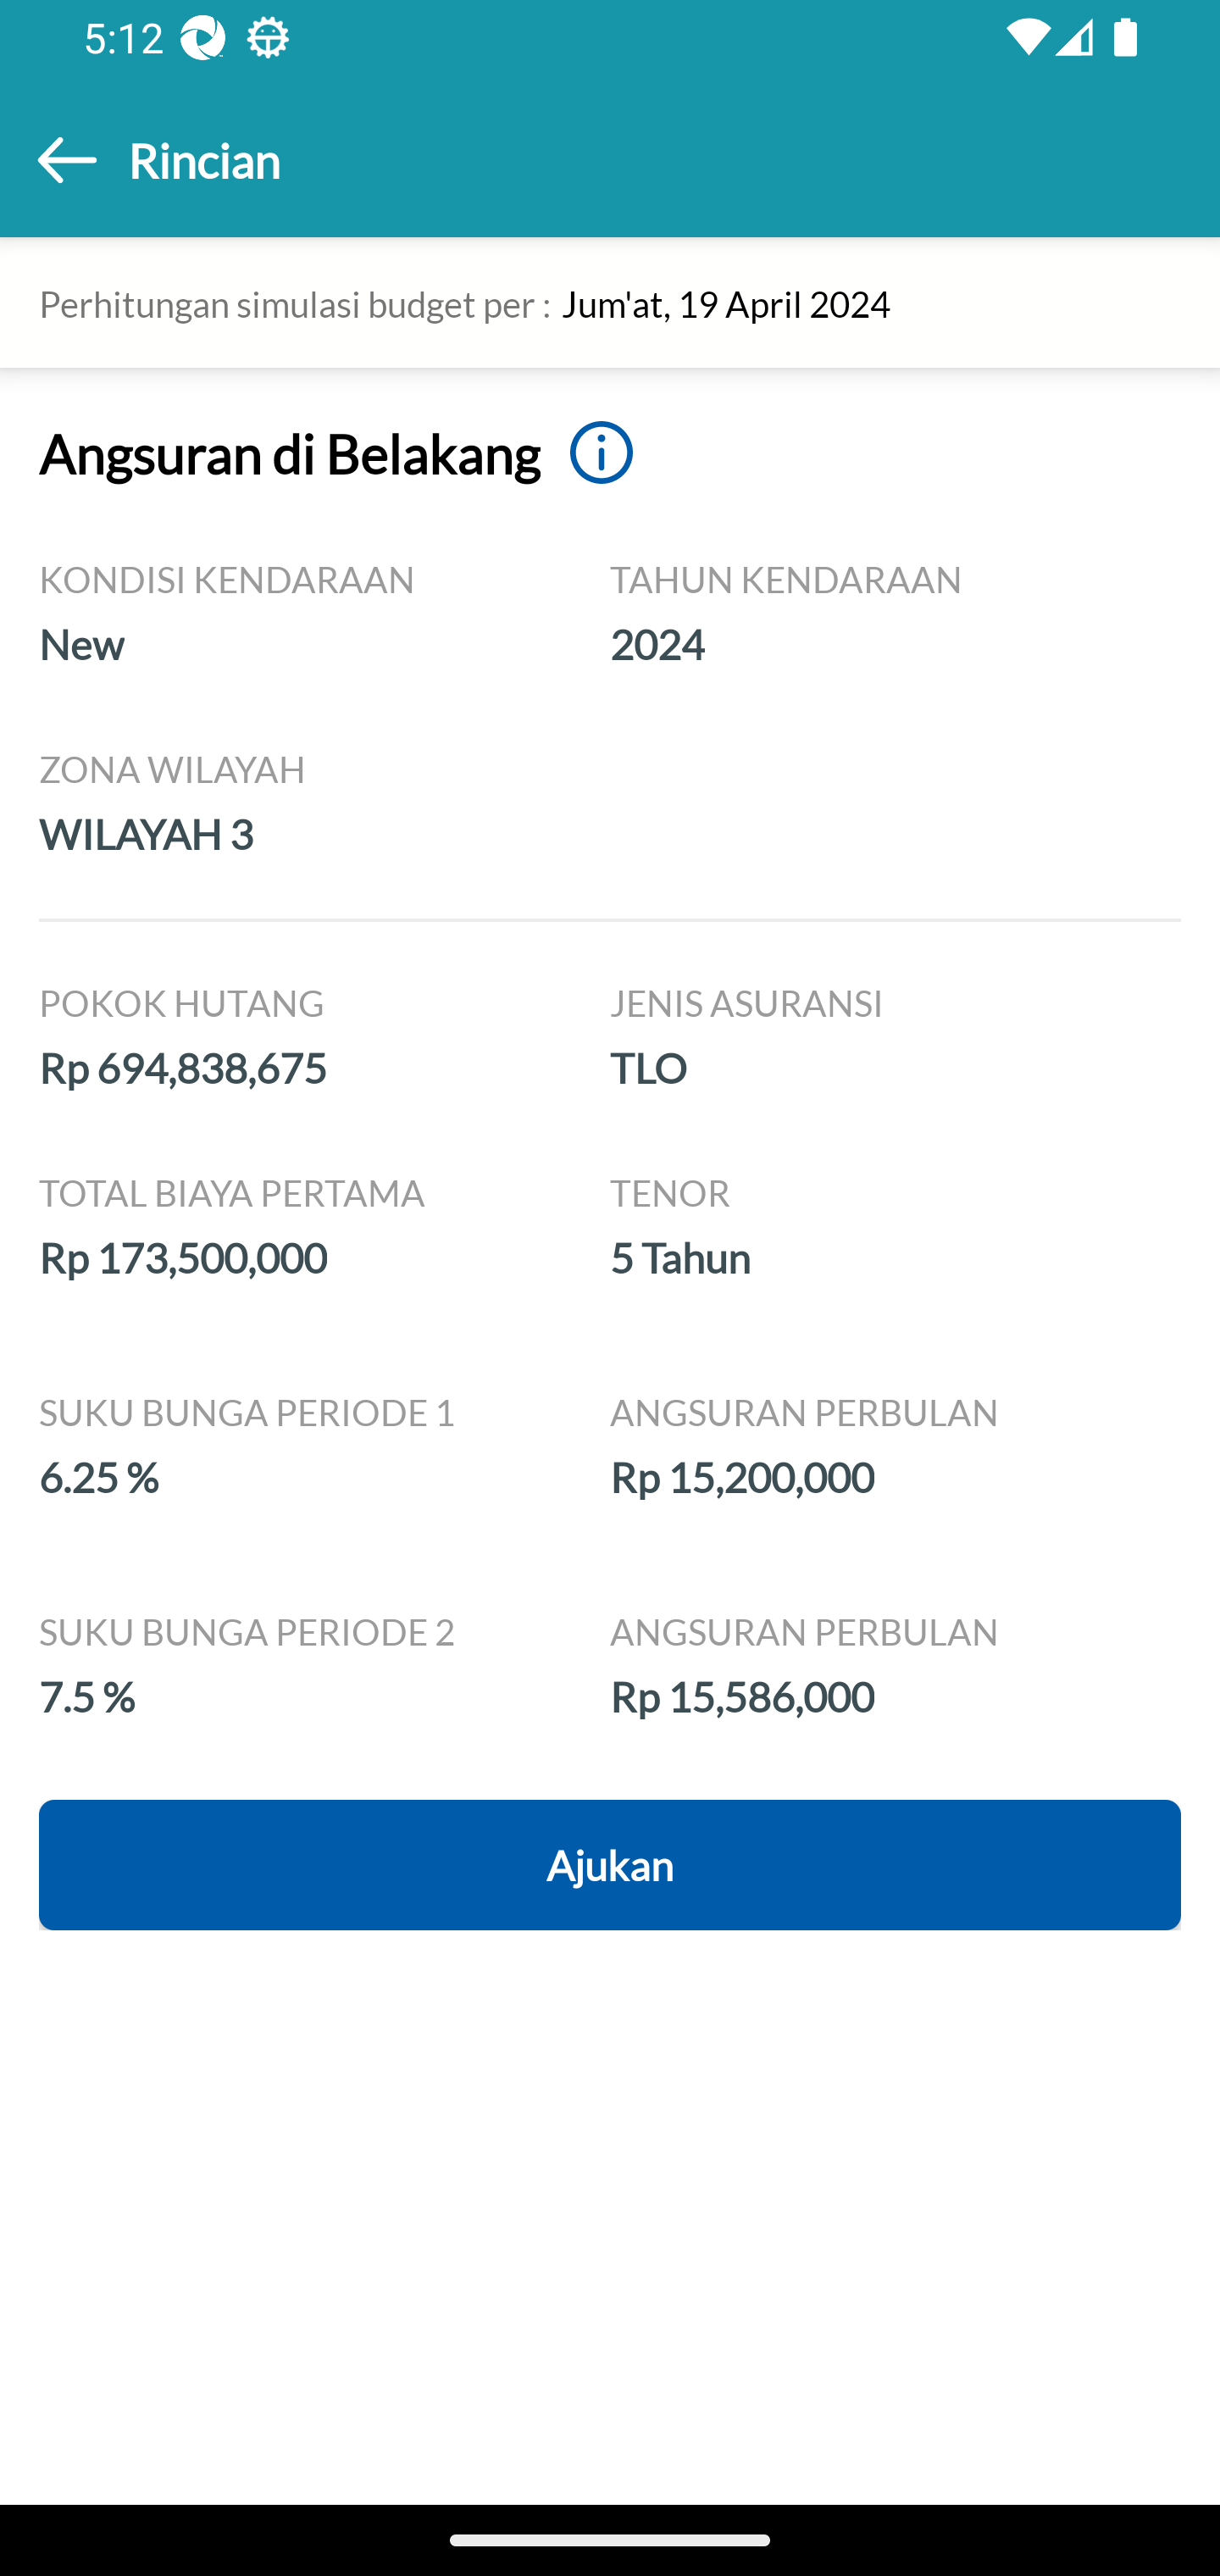 5:12
Rincian
Perhitungan simulasi budget per : Jum'at, 19 April 2024
Angsuran di Belakang
KONDISI KENDARAAN TAHUN KENDARAAN
New 2024
ZONA WILAYAH
WILAYAH 3
POKOK HUTANG JENIS ASURANSI
Rp 694,838,675 TLO
TOTAL BIAYA PERTAMA TENOR
Rp 173,500,000 5 Tahun
SUKU BUNGA PERIODE 1 ANGSURAN PERBULAN
6.25 % Rp 15,200,000
SUKU BUNGA PERIODE 2 ANGSURAN PERBULAN
7.5 % Rp 15,586,000
Ajukan